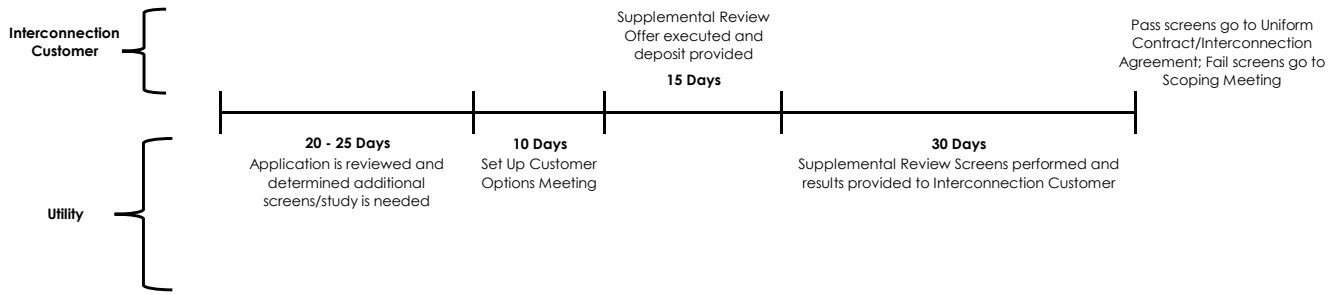 Interconnection
Customer
Supplemental Review
Offer executed and
deposit provided
15 Days
Pass screens go to Uniform
Contract/Interconnection
Agreement; Fail screens go to
Scoping Meeting
Utility
20 - 25 Days
Application is reviewed and
determined additional
screens/study is needed
10 Days
Set Up Customer
Options Meeting
30 Days
Supplemental Review Screens performed and
results provided to Interconnection Customer